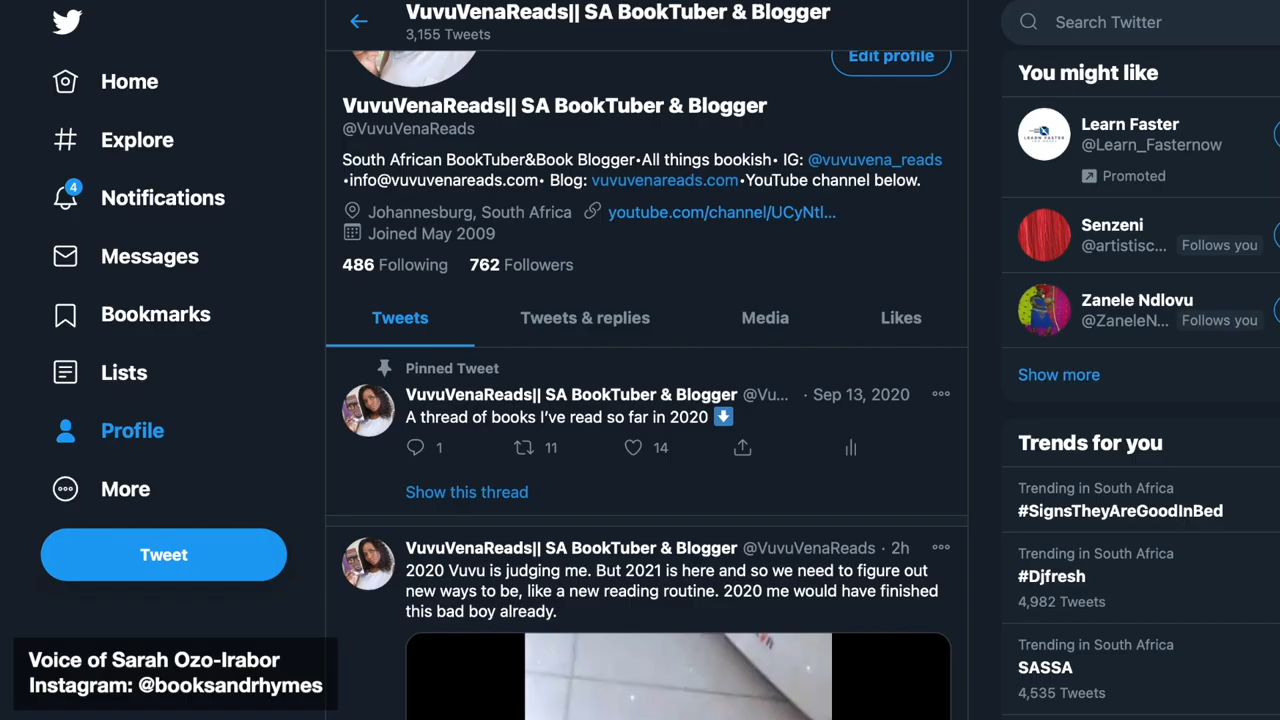 VuvuVenaReads|| SA BookTuber & Blogger
3,155 Tweets
Search Twitter
Home
Explore
4
Notifications
Messages
Bookmarks
Lists
Profile
More
Tweet
Edit profile
VuvuVenaReads|| SA BookTuber & Blogger
@VuvuVenaReads
South African BookTuber&Book Blogger•All things bookish• IG: @vuvuvena_reads
•info@vuvuvenareads.com• Blog: vuvuvenareads.com•YouTube channel below.
Johannesburg, South Africa youtube.com/channel/UCyNtl...
Joined May 2009
486 Following 762 Followers
Tweets Tweets & replies Media Likes
Pinned Tweet
VuvuVenaReads|| SA BookTuber & Blogger @Vu... · Sep 13, 2020
A thread of books I’ve read so far in 2020
1 11 14
Show this thread
VuvuVenaReads|| SA BookTuber & Blogger @VuvuVenaReads · 2h
2020 Vuvu is judging me. But 2021 is here and so we need to figure out
new ways to be, like a new reading routine. 2020 me would have finished
this bad boy already.
You might like
Learn Faster
@Learn_Fasternow
Promoted
Senzeni
@artistisc... Follows you
Zanele Ndlovu
@ZaneleN... Follows you
Show more
Trends for you
Trending in South Africa
#SignsTheyAreGoodInBed
Trending in South Africa
#Djfresh
4,982 Tweets
Trending in South Africa
SASSA
4,535 Tweets
Voice of Sarah Ozo-Irabor
Instagram: @booksandrhymes